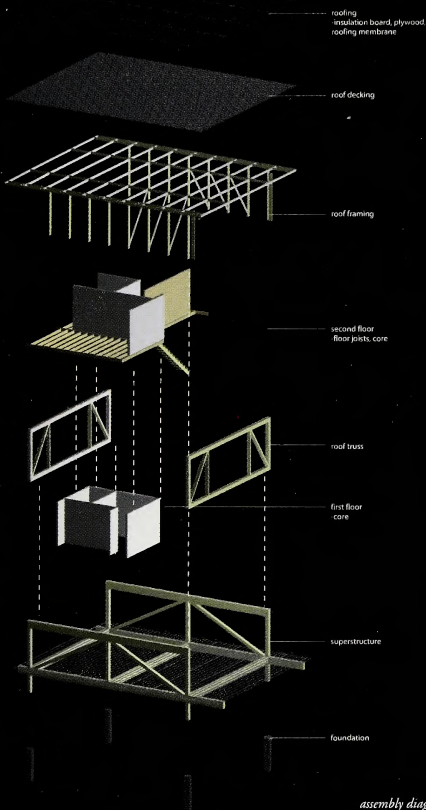 roofing
-insulation board, plywood,
roofing membrane
roof decking
roof framing
second floor
-floor joists, core
roof truss
first floor
-core
superstructure
foundation
assembly diag